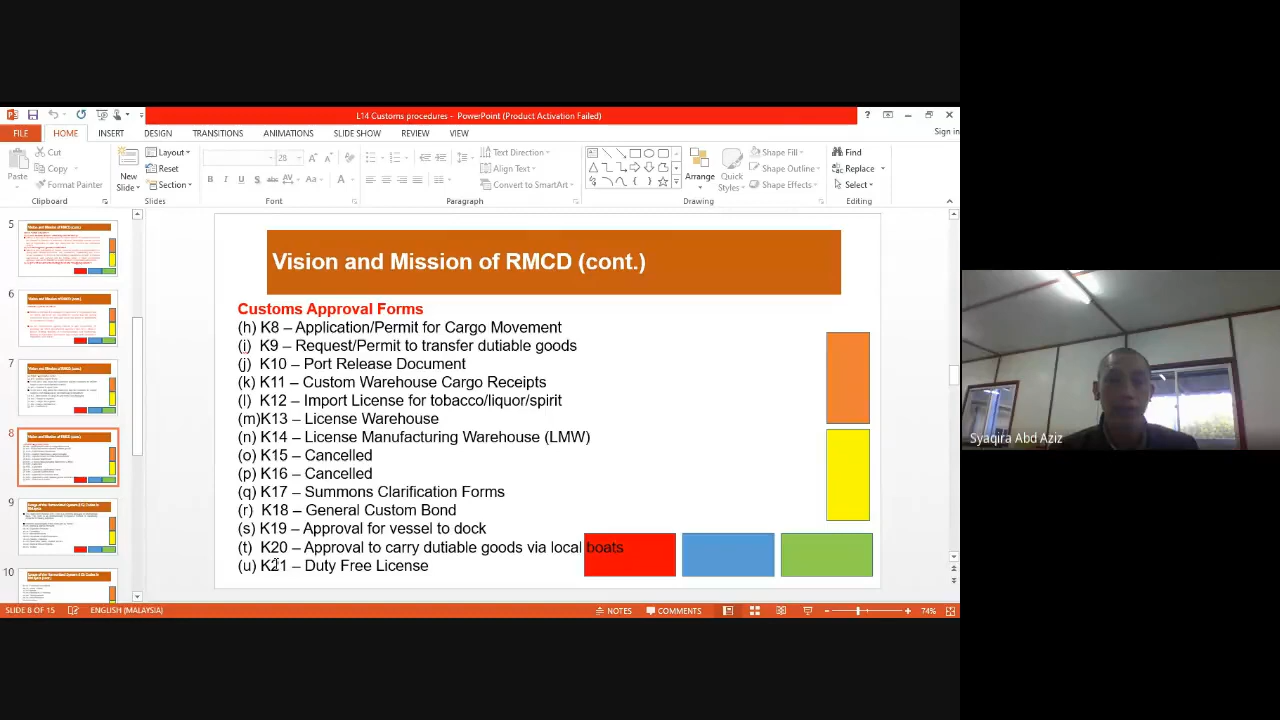 L14 Customs procedures - PowerPoint (Product Activation Failed)
Sign in
FILE HOME INSERT DESIGN TRANSITIONS ANIMATIONS SLIDE SHOW REVIEW VIEW
Paste
Cut
Copy
Format Painter
Clipboard
New Slide
Layout
Reset
Section
Slides
28
Font
Text Direction
Align Text
Convert to SmartArt
Paragraph
Arrange
Quick Styles
Shape Fill
Shape Outline
Shape Effects
Drawing
Find
Replace
Select
Editing
5
6
7
8
9
10
Vision and Mission of RMCD (cont.)
Customs Approval Forms
(h) K8 – Application/Permit for Cargo Movement
(i) K9 – Request/Permit to transfer dutiable goods
(j) K10 – Port Release Document
(k) K11 – Custom Warehouse Cargo Receipts
(l) K12 – Import License for tobacco/liquor/spirit
(m)K13 – License Warehouse
(n) K14 – License Manufacturing Warehouse (LMW)
(o) K15 – Cancelled
(p) K16 – Cancelled
(q) K17 – Summons Clarification Forms
(r) K18 – General Custom Bond
(s) K19 – Approval for vessel to dock
(t) K20 – Approval to carry dutiable goods via local boats
(u) K21 – Duty Free License
Syaqira Abd Aziz
SLIDE 8 OF 15 ENGLISH (MALAYSIA) NOTES COMMENTS 74%